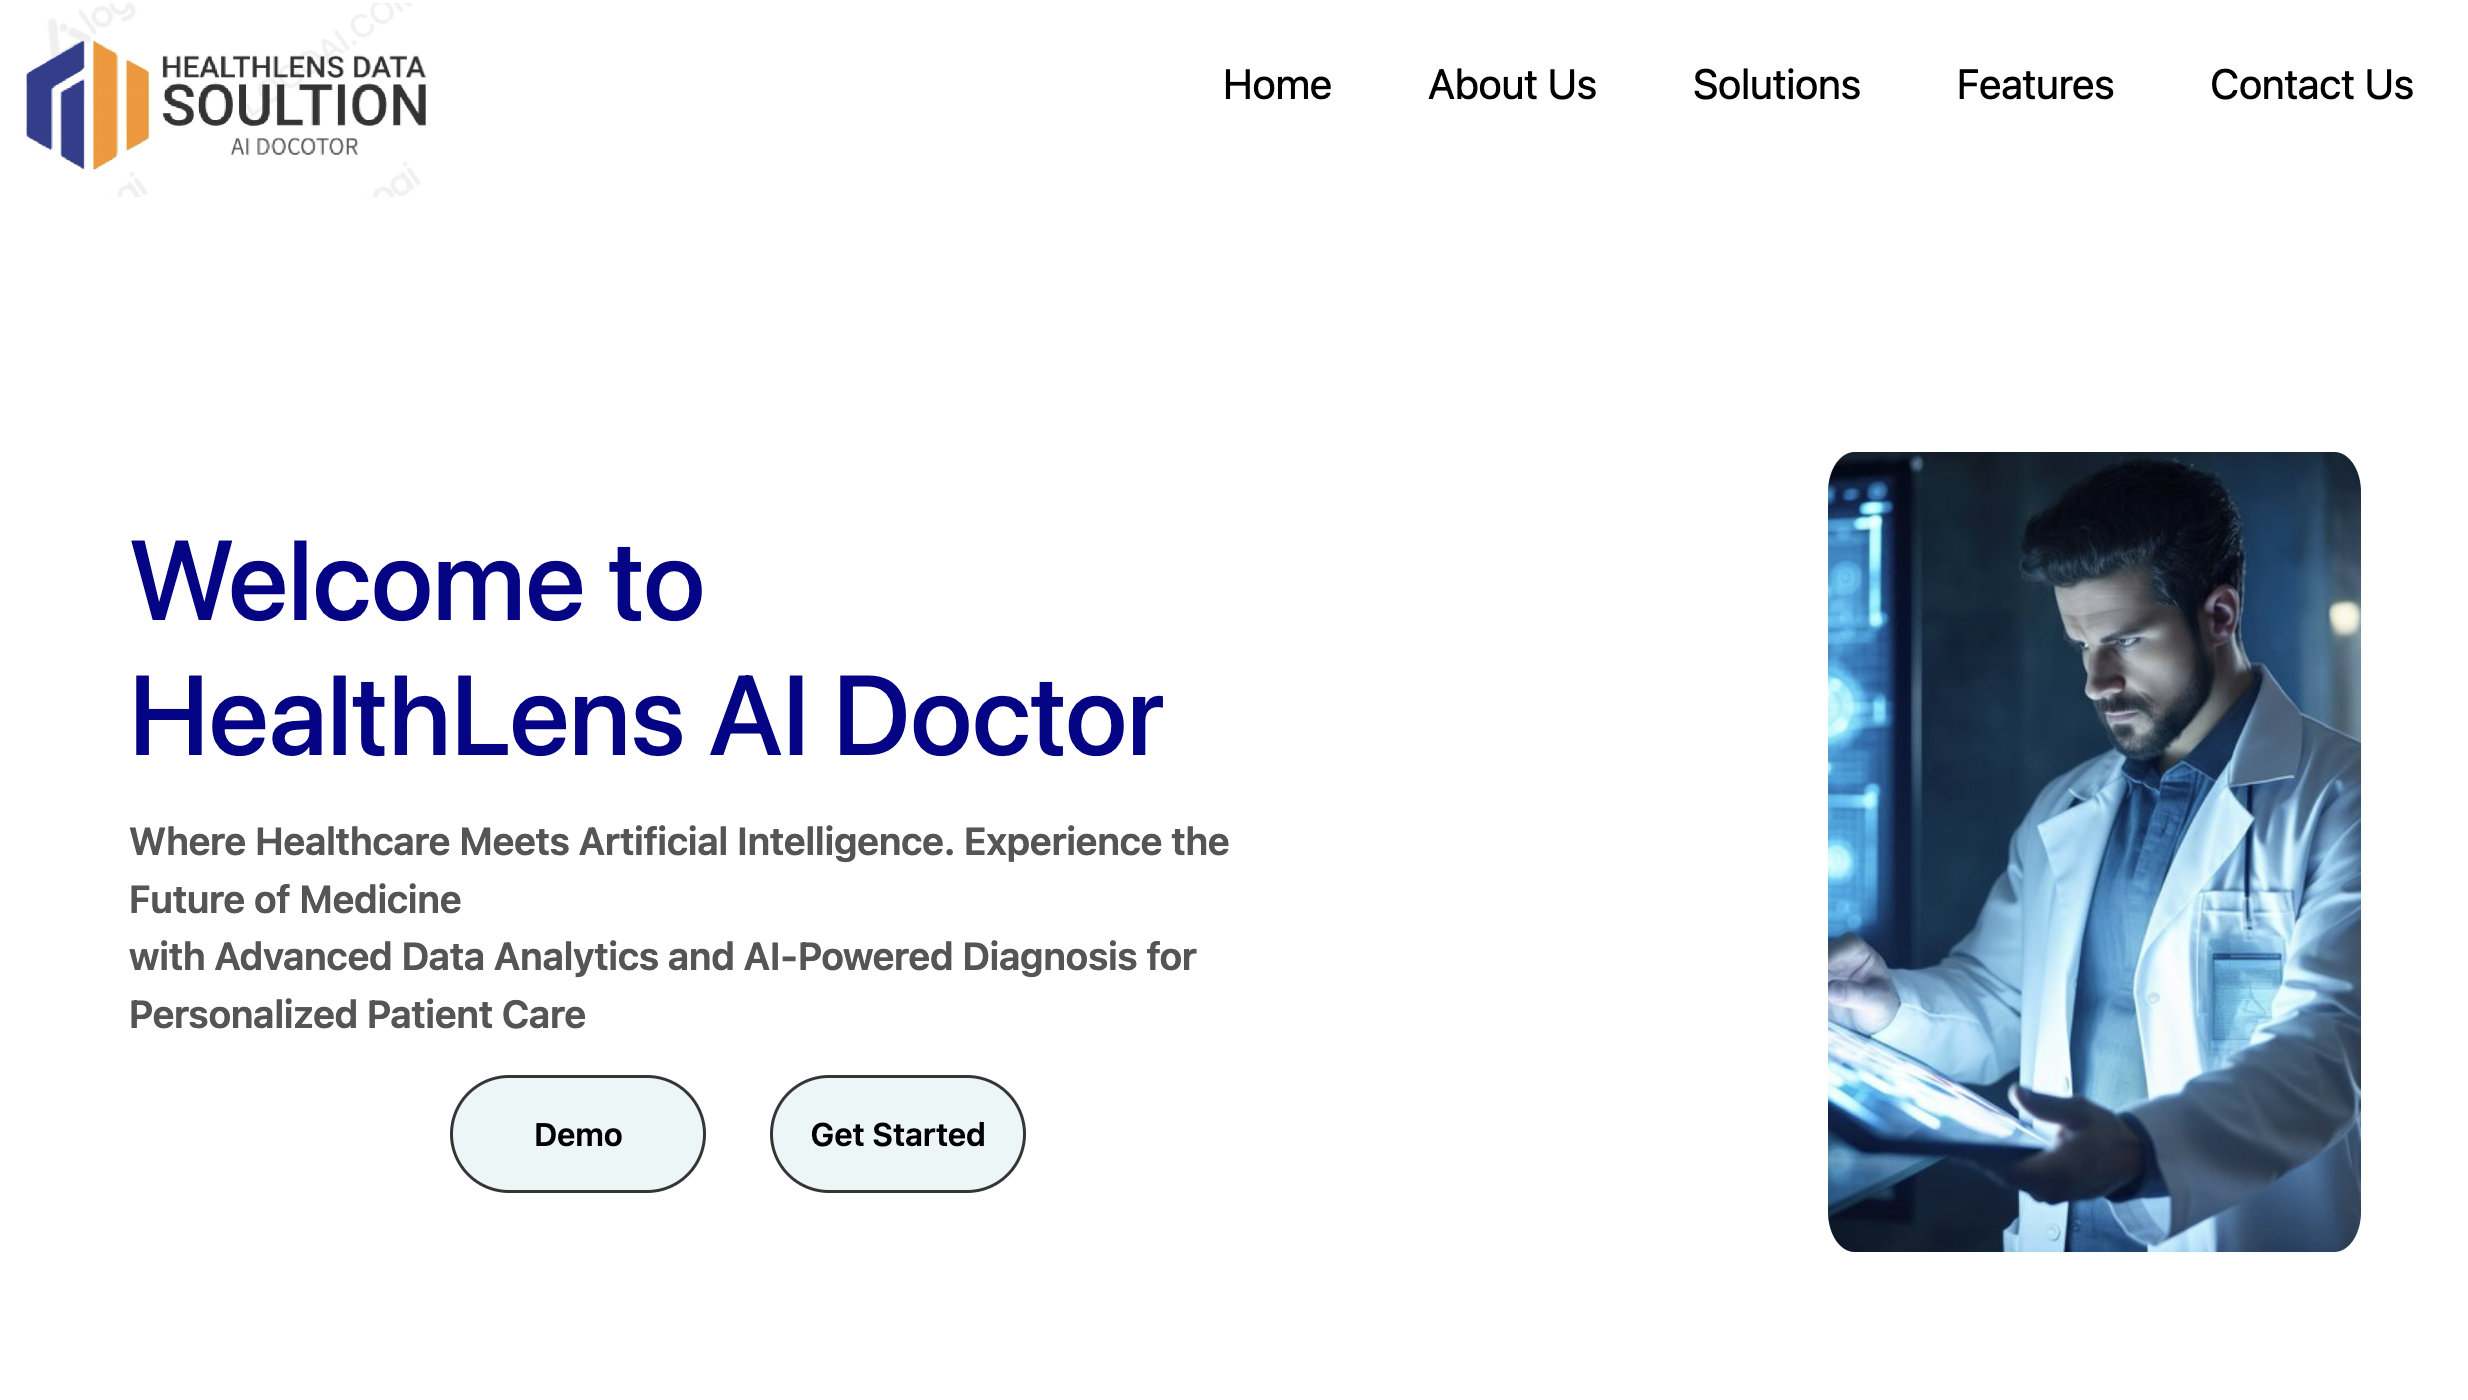 HEALTHLENS DATA
SOULTION
AI DOCOTOR
Home
About Us
Solutions
Features
Contact Us
Welcome to
HealthLens AI Doctor
Where Healthcare Meets Artificial Intelligence. Experience the
Future of Medicine
with Advanced Data Analytics and AI-Powered Diagnosis for
Personalized Patient Care
Demo
Get Started